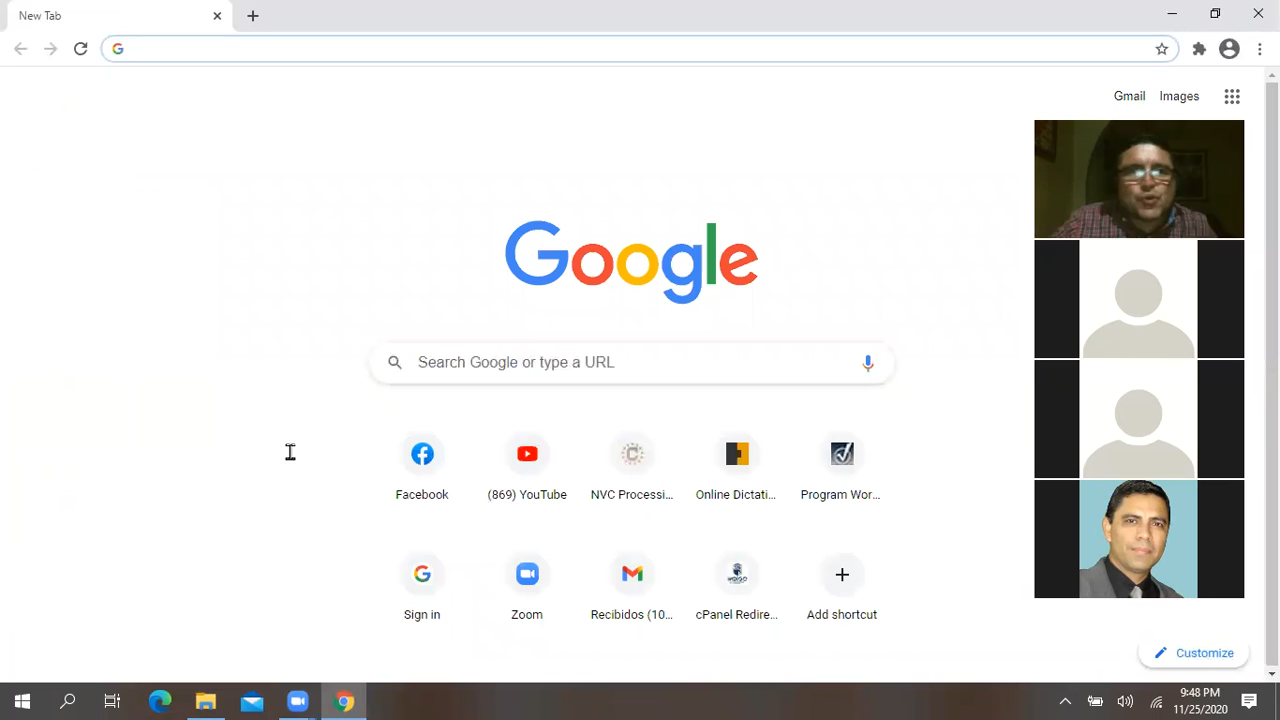 New Tab
Gmail
Images
Google
Search Google or type a URL
Facebook
(869) YouTube
NVC Processi...
Online Dictati...
Program Wor...
Sign in
Zoom
Recibidos (10...
cPanel Redire...
Add shortcut
Customize
9:48 PM
11/25/2020